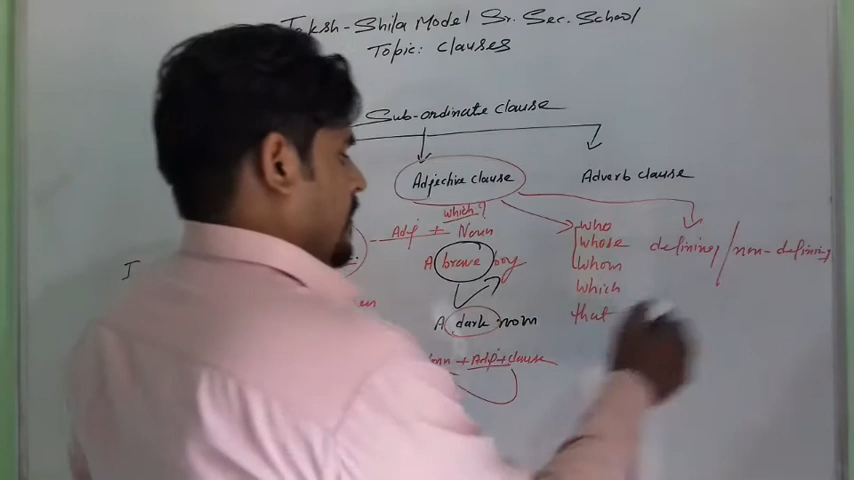 Taksh-Shila Model Sr. Sec. School
Topic: clauses
Sub-ordinate clause
Adjective clause
Adverb clause
which?
Adj + Noun
who
whose
whom
which
that
defining / non-defining
A brave boy
I
A dark room
+ Adj + clause